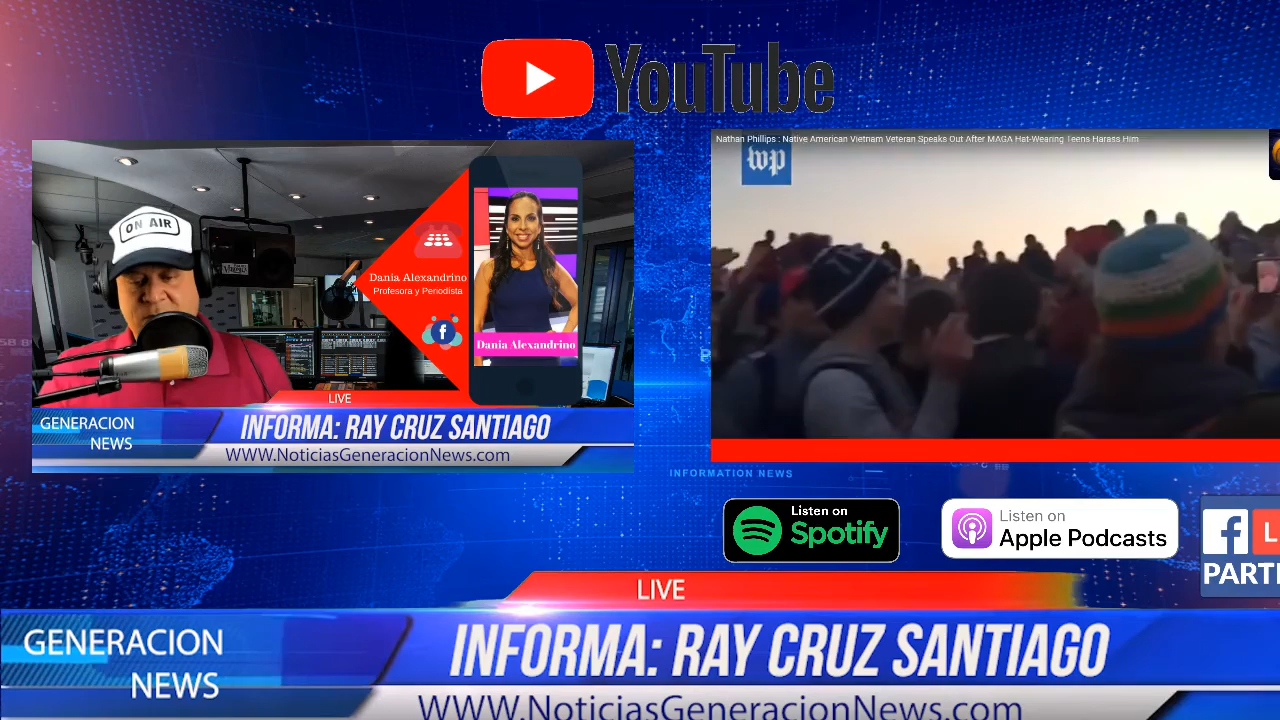 YouTube
Nathan Phillips : Native American Vietnam Veteran Speaks Out After MAGA Hat-Wearing Teens Harass Him
wp
ON AIR
Dania Alexandrino
Profesora y Periodista
Dania Alexandrino
LIVE
GENERACION
NEWS
INFORMA: RAY CRUZ SANTIAGO
WWW.NoticiasGeneracionNews.com
INFORMATION NEWS
Listen on
Spotify
Listen on
Apple Podcasts
L
PARTI
LIVE
GENERACION
NEWS
INFORMA: RAY CRUZ SANTIAGO
WWW.NoticiasGeneracionNews.com